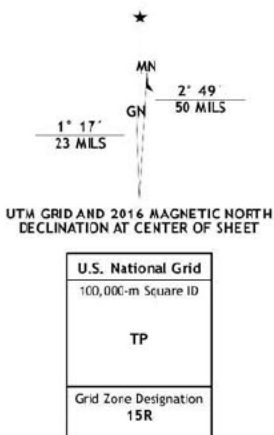 ★
MN
2° 49´
50 MILS
GN
1° 17´
23 MILS
UTM GRID AND 2016 MAGNETIC NORTH
DECLINATION AT CENTER OF SHEET
U.S. National Grid
100,000-m Square ID
TP
Grid Zone Designation
15R